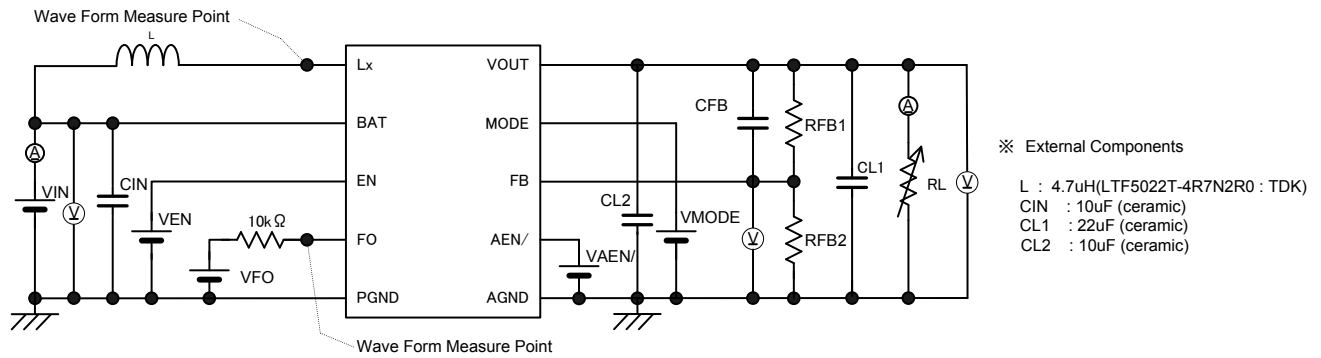 Wave Form Measure Point
L
Lx
VOUT
CFB
RFB1
BAT
MODE
A
VIN
V
CIN
EN
FB
CL1
A
RL
V
VEN
10kΩ
CL2
VMODE
V
RFB2
FO
AEN/
VAEN/
VFO
PGND
AGND
Wave Form Measure Point
※ External Components
L : 4.7uH(LTF5022T-4R7N2R0 : TDK)
CIN : 10uF (ceramic)
CL1 : 22uF (ceramic)
CL2 : 10uF (ceramic)